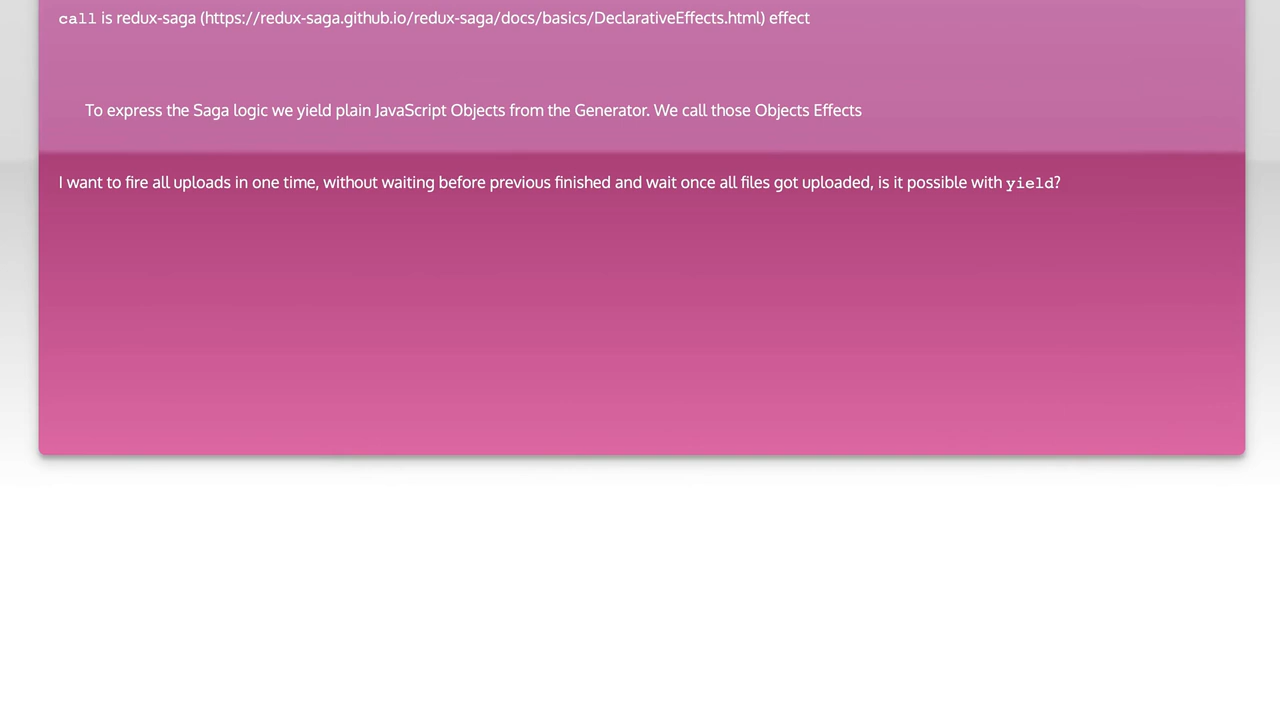 call is redux-saga (https://redux-saga.github.io/redux-saga/docs/basics/DeclarativeEffects.html) effect
To express the Saga logic we yield plain JavaScript Objects from the Generator. We call those Objects Effects
I want to fire all uploads in one time, without waiting before previous finished and wait once all files got uploaded, is it possible with yield?